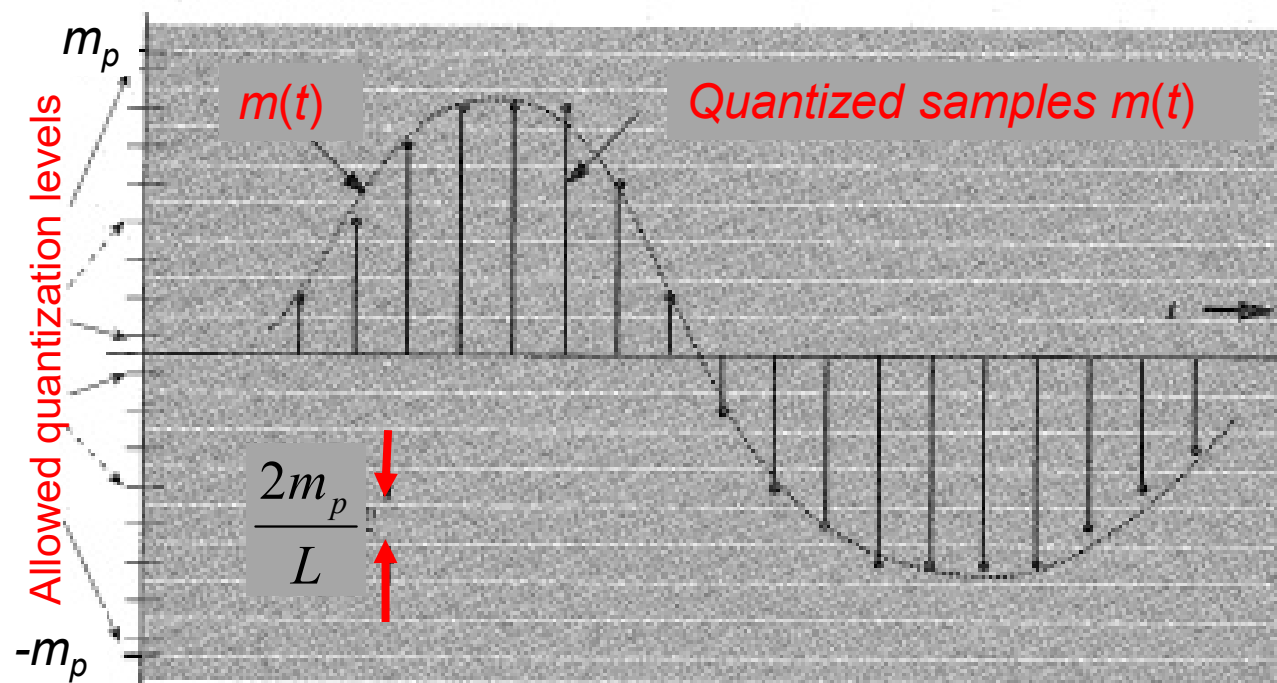 m_p
m(t)
Quantized samples m(t)
Allowed quantization levels
t
2m_p
L
-m_p